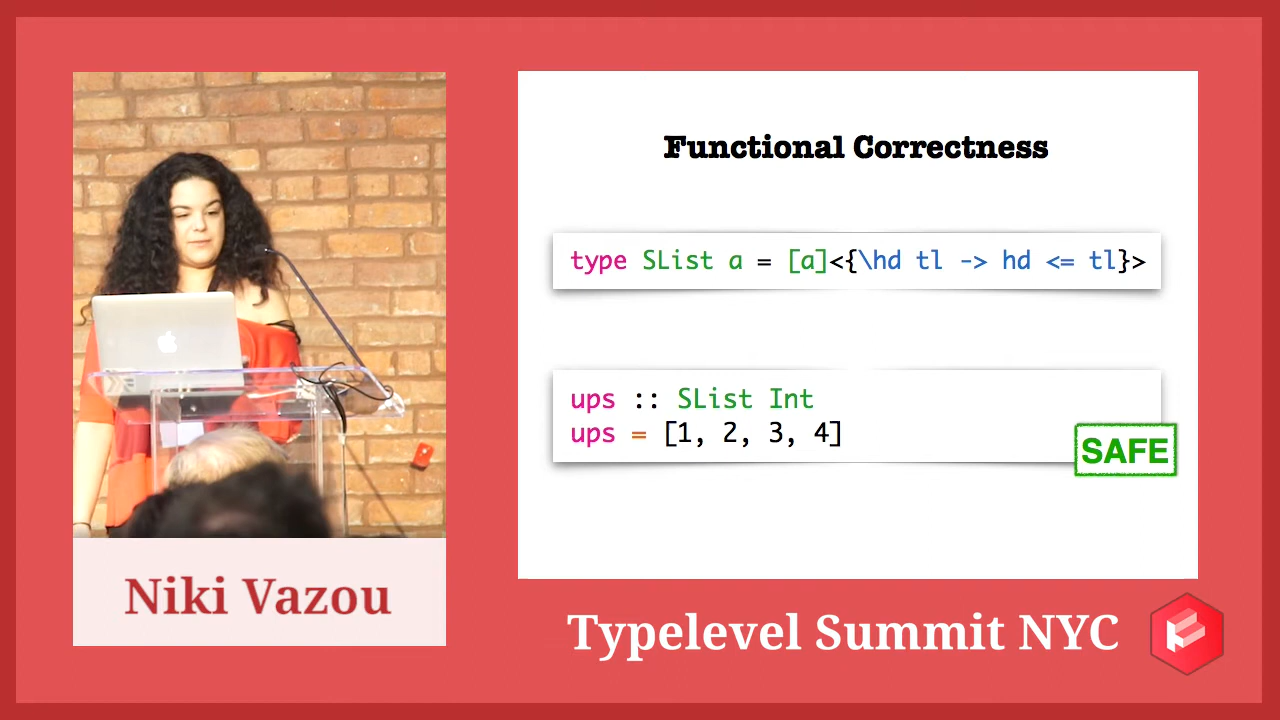 Functional Correctness
type SList a = [a]<{\hd tl -> hd <= tl}>
ups :: SList Int
ups = [1, 2, 3, 4]
SAFE
Niki Vazou
Typelevel Summit NYC